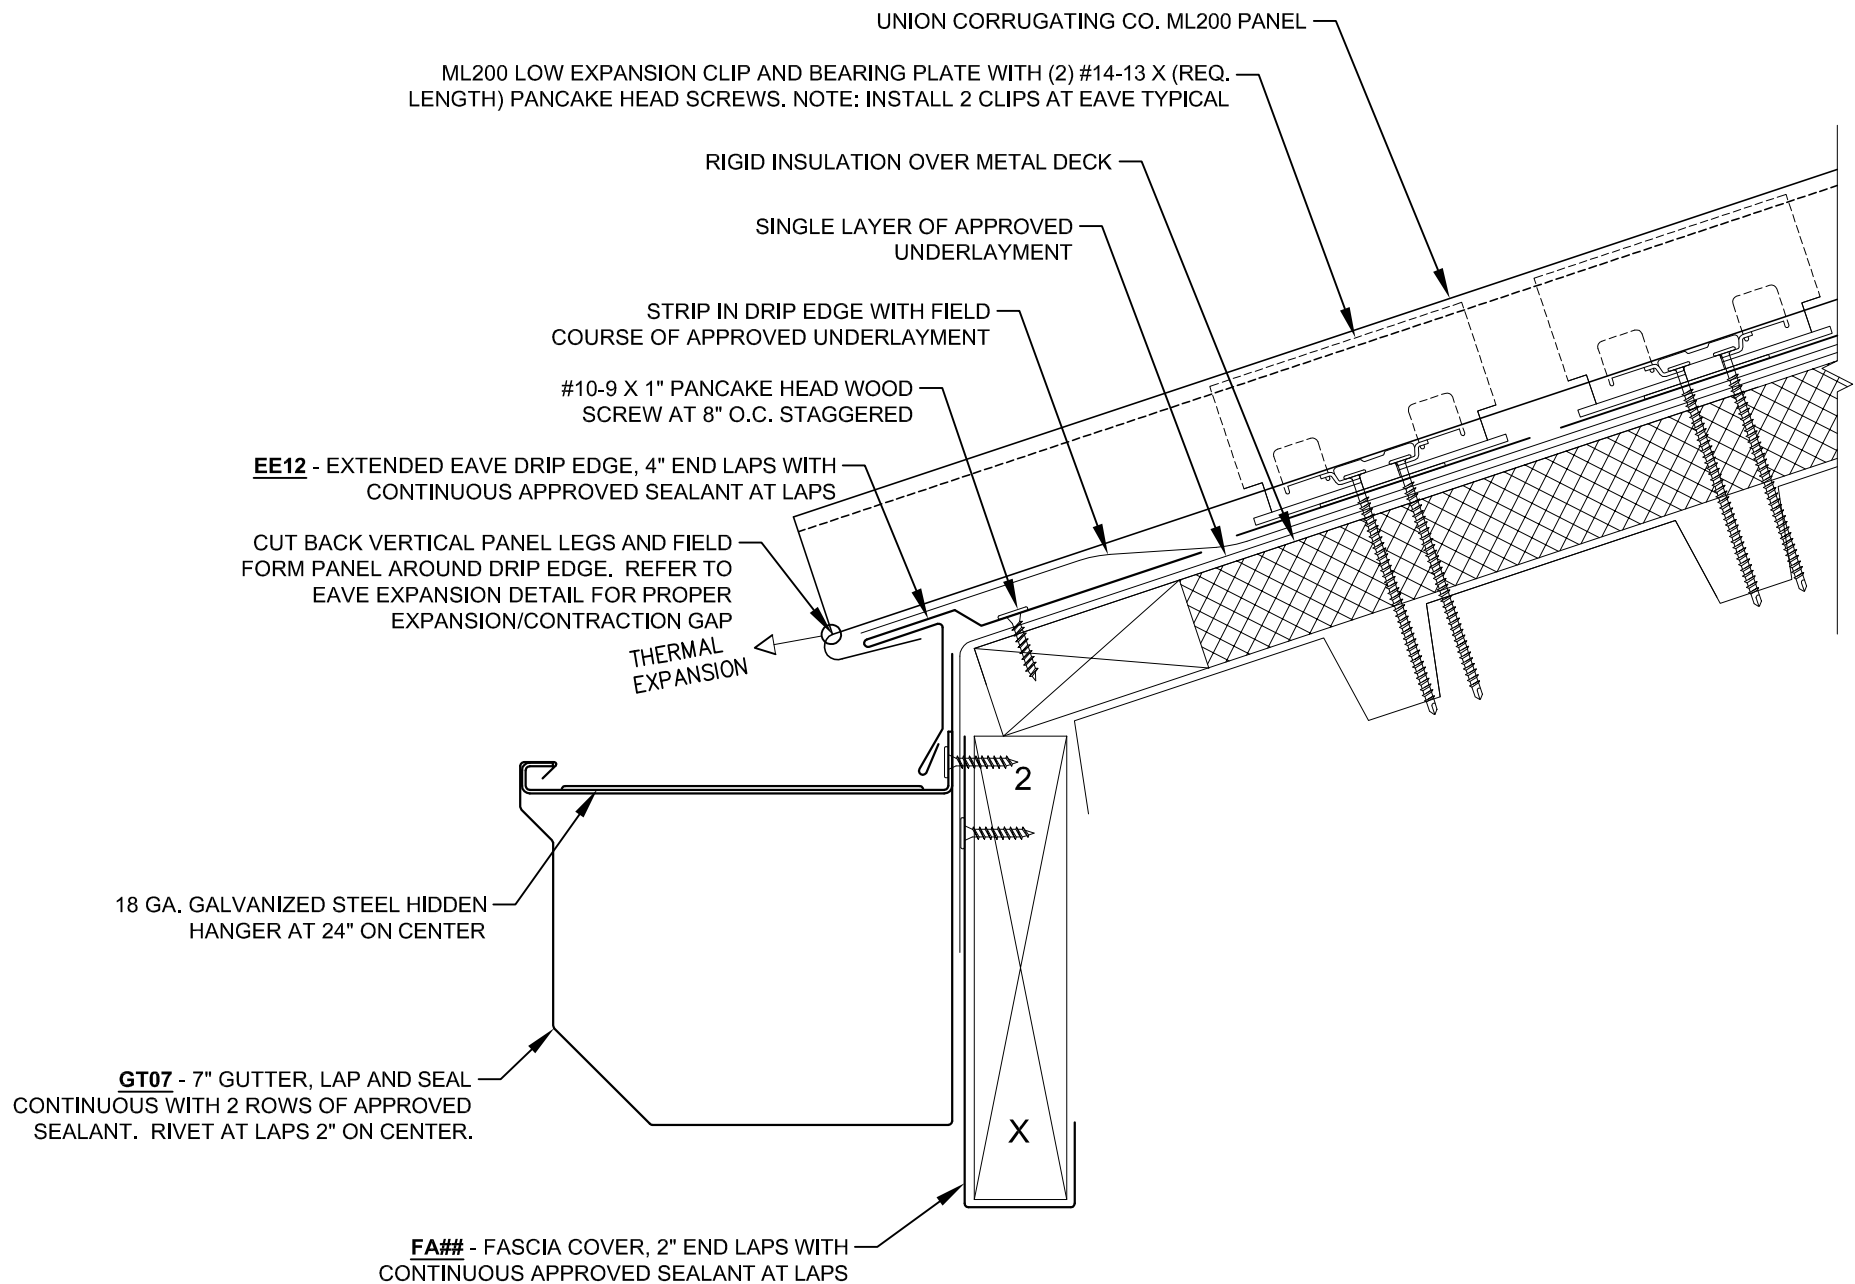 UNION CORRUGATING CO. ML200 PANEL
ML200 LOW EXPANSION CLIP AND BEARING PLATE WITH (2) #14-13 X (REQ.
LENGTH) PANCAKE HEAD SCREWS. NOTE: INSTALL 2 CLIPS AT EAVE TYPICAL
RIGID INSULATION OVER METAL DECK
SINGLE LAYER OF APPROVED
UNDERLAYMENT
STRIP IN DRIP EDGE WITH FIELD
COURSE OF APPROVED UNDERLAYMENT
#10-9 X 1" PANCAKE HEAD WOOD
SCREW AT 8" O.C. STAGGERED
EE12 - EXTENDED EAVE DRIP EDGE, 4" END LAPS WITH
CONTINUOUS APPROVED SEALANT AT LAPS
CUT BACK VERTICAL PANEL LEGS AND FIELD
FORM PANEL AROUND DRIP EDGE. REFER TO
EAVE EXPANSION DETAIL FOR PROPER
EXPANSION/CONTRACTION GAP
THERMAL
EXPANSION
2
18 GA. GALVANIZED STEEL HIDDEN
HANGER AT 24" ON CENTER
GT07 - 7" GUTTER, LAP AND SEAL
CONTINUOUS WITH 2 ROWS OF APPROVED
SEALANT. RIVET AT LAPS 2" ON CENTER.
X
FA## - FASCIA COVER, 2" END LAPS WITH
CONTINUOUS APPROVED SEALANT AT LAPS